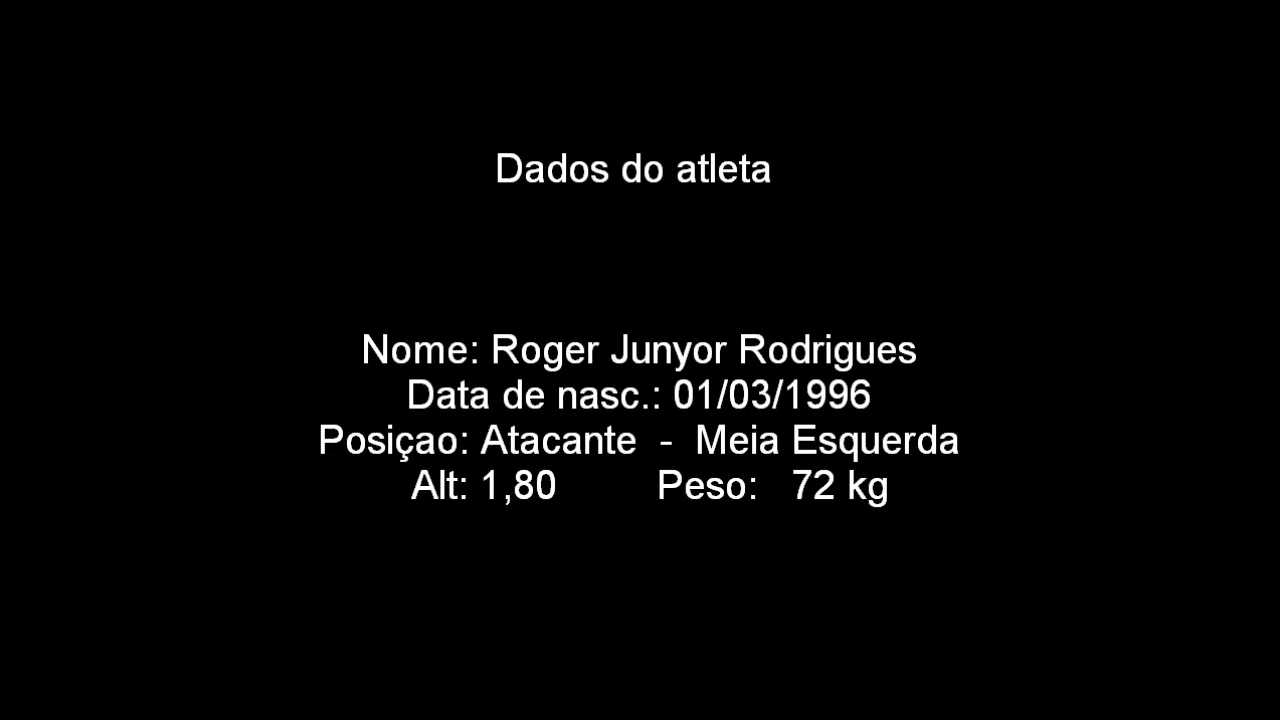 Dados do atleta
Nome: Roger Junyor Rodrigues
Data de nasc.: 01/03/1996
Posiçao: Atacante - Meia Esquerda
Alt: 1,80 Peso: 72 kg